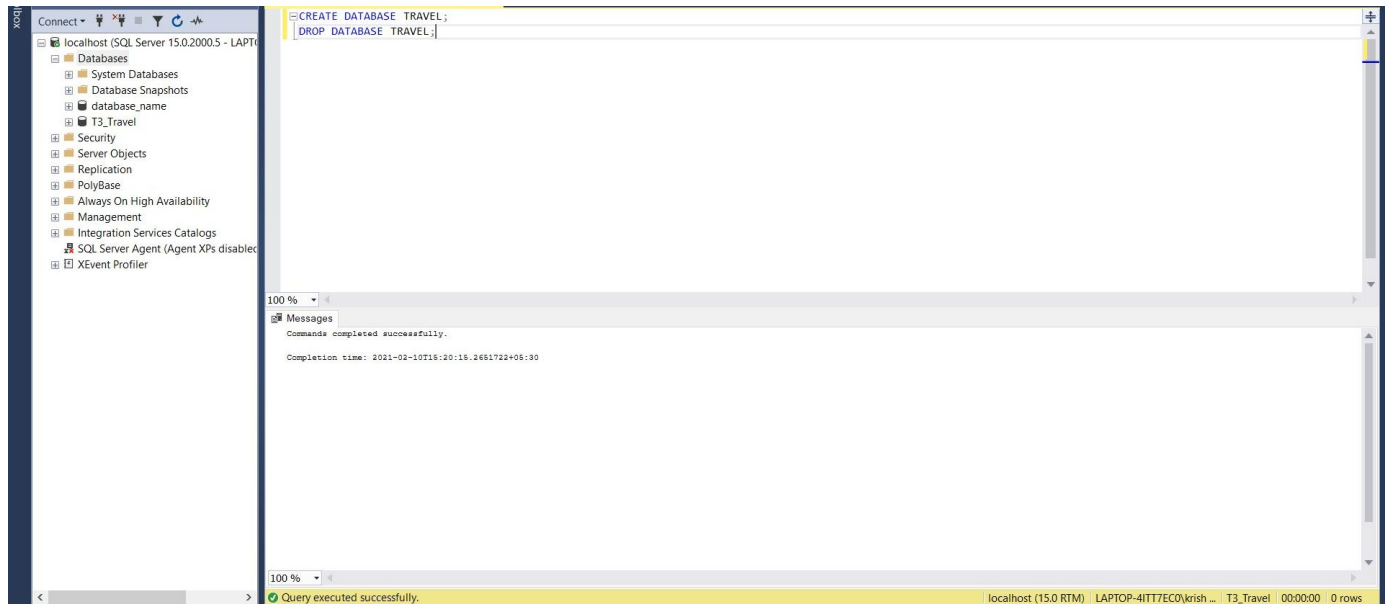 lbox
Connect
localhost (SQL Server 15.0.2000.5 - LAPT
Databases
System Databases
Database Snapshots
database_name
T3_Travel
Security
Server Objects
Replication
PolyBase
Always On High Availability
Management
Integration Services Catalogs
SQL Server Agent (Agent XPs disabled
XEvent Profiler
CREATE DATABASE TRAVEL;
DROP DATABASE TRAVEL;
100 %
Messages
Commands completed successfully.
Completion time: 2021-02-10T15:20:15.2651722+05:30
100 %
Query executed successfully.
localhost (15.0 RTM) LAPTOP-4ITT7EC0\krish ... T3_Travel 00:00:00 0 rows